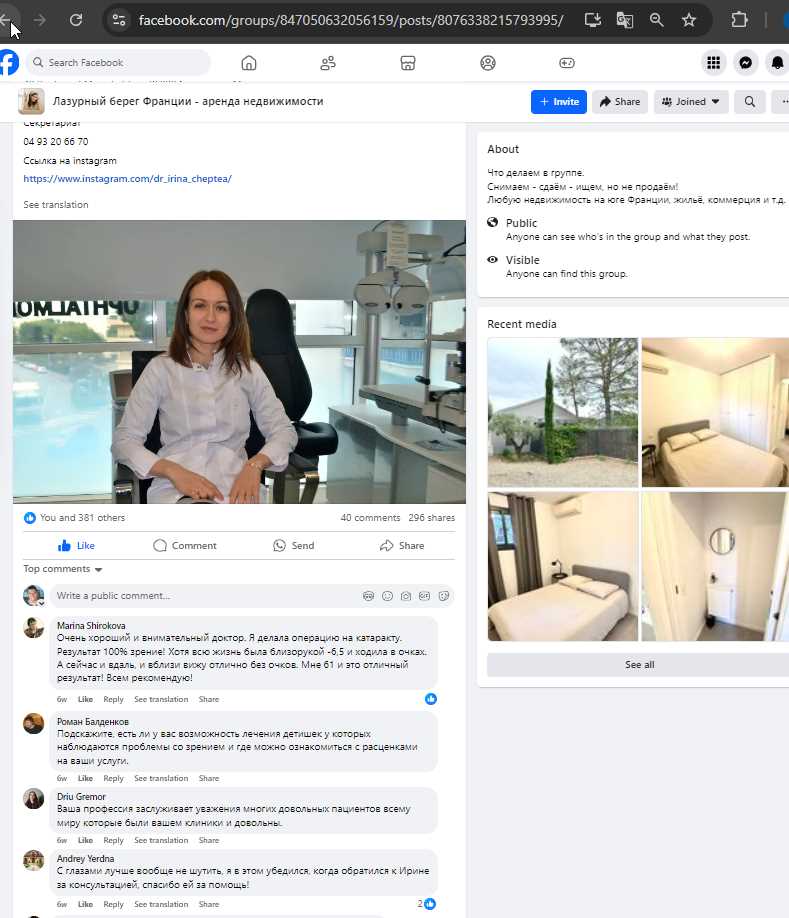 facebook.com/groups/847050632056159/posts/8076338215793995/
Search Facebook
Лазурный берег Франции - аренда недвижимости
+ Invite
Share
Joined
Секретариат
04 93 20 66 70
Ссылка на instagram
https://www.instagram.com/dr_irina_cheptea/
See translation
You and 381 others
40 comments 296 shares
Like
Comment
Send
Share
Top comments
Write a public comment...
GIF
Marina Shirokova
Очень хороший и внимательный доктор. Я делала операцию на катаракту.
Результат 100% зрение! Хотя всю жизнь была близорукой -6,5 и ходила в очках.
А сейчас и вдаль, и вблизи вижу отлично без очков. Мне 61 и это отличный
результат! Всем рекомендую!
6w Like Reply See translation Share
Роман Балденков
Подскажите, есть ли у вас возможность лечения детишек у которых
наблюдаются проблемы со зрением и где можно ознакомиться с расценками
на ваши услуги.
6w Like Reply See translation Share
Driu Gremor
Ваша профессия заслуживает уважения многих довольных пациентов всему
миру которые были вашем клиники и довольны.
6w Like Reply See translation Share
Andrey Yerdna
С глазами лучше вообще не шутить, я в этом убедился, когда обратился к Ирине
за консультацией, спасибо ей за помощь!
6w Like Reply See translation Share
2
About
Что делаем в группе.
Снимаем - сдаём - ищем, но не продаём!
Любую недвижимость на юге Франции, жильё, коммерция и т.д.
Public
Anyone can see who's in the group and what they post.
Visible
Anyone can find this group.
Recent media
See all